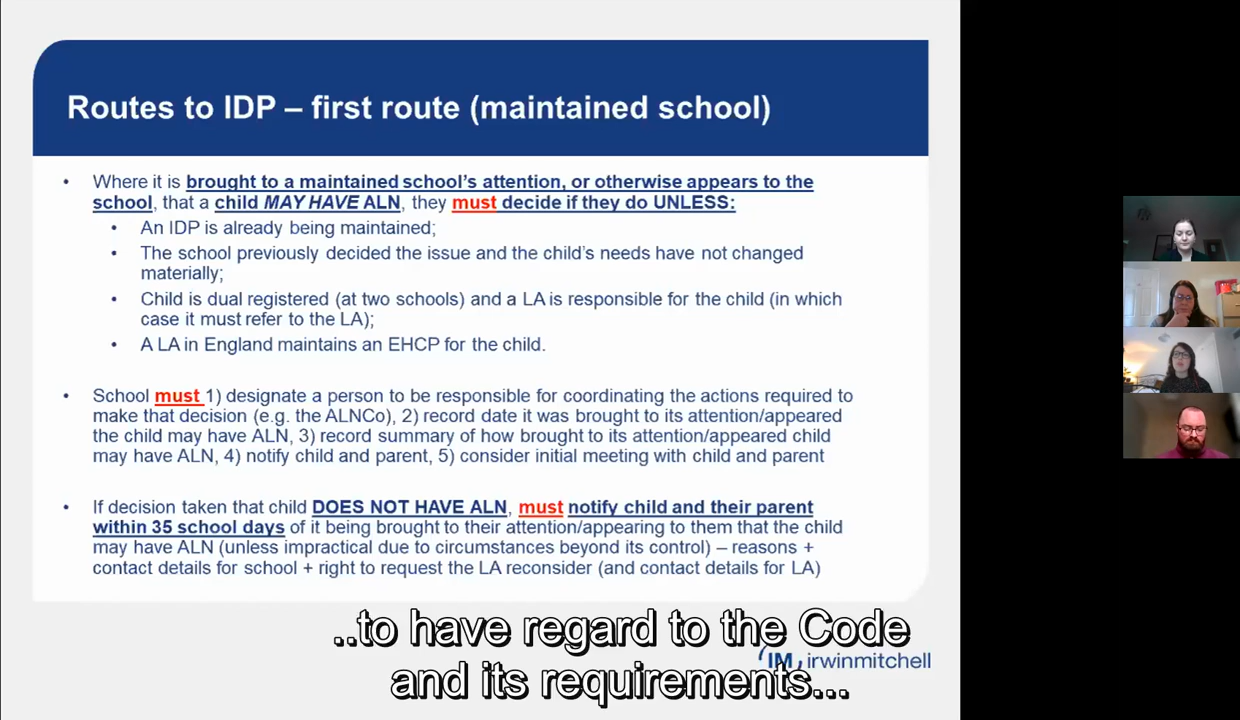 Routes to IDP – first route (maintained school)
• Where it is brought to a maintained school's attention, or otherwise appears to the
school, that a child MAY HAVE ALN, they must decide if they do UNLESS:
• An IDP is already being maintained;
• The school previously decided the issue and the child's needs have not changed
materially;
• Child is dual registered (at two schools) and a LA is responsible for the child (in which
case it must refer to the LA);
• A LA in England maintains an EHCP for the child.
• School must 1) designate a person to be responsible for coordinating the actions required to
make that decision (e.g. the ALNCo), 2) record date it was brought to its attention/appeared
the child may have ALN, 3) record summary of how brought to its attention/appeared child
may have ALN, 4) notify child and parent, 5) consider initial meeting with child and parent
• If decision taken that child DOES NOT HAVE ALN, must notify child and their parent
within 35 school days of it being brought to their attention/appearing to them that the child
may have ALN (unless impractical due to circumstances beyond its control) – reasons +
contact details for school + right to request the LA reconsider (and contact details for LA)
..to have regard to the Code
and its requirements...
IM irwinmitchell